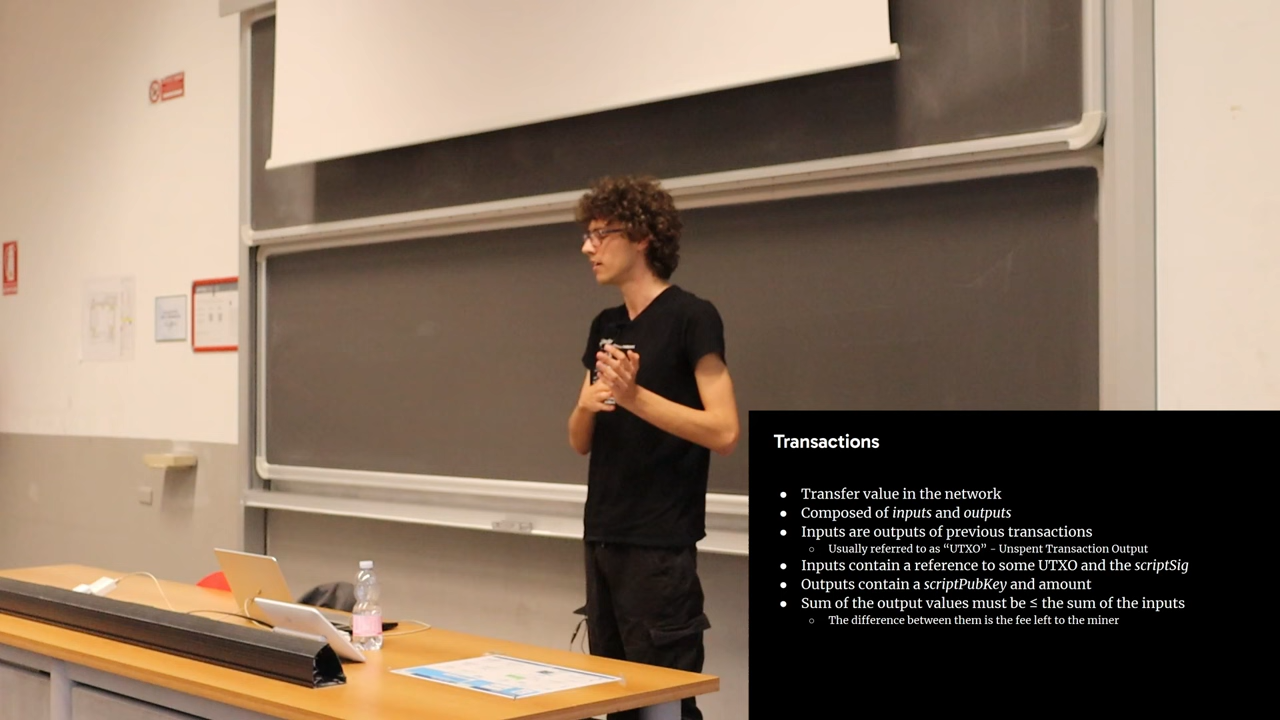 Transactions
● Transfer value in the network
● Composed of inputs and outputs
● Inputs are outputs of previous transactions
○ Usually referred to as “UTXO” - Unspent Transaction Output
● Inputs contain a reference to some UTXO and the scriptSig
● Outputs contain a scriptPubKey and amount
● Sum of the output values must be ≤ the sum of the inputs
○ The difference between them is the fee left to the miner